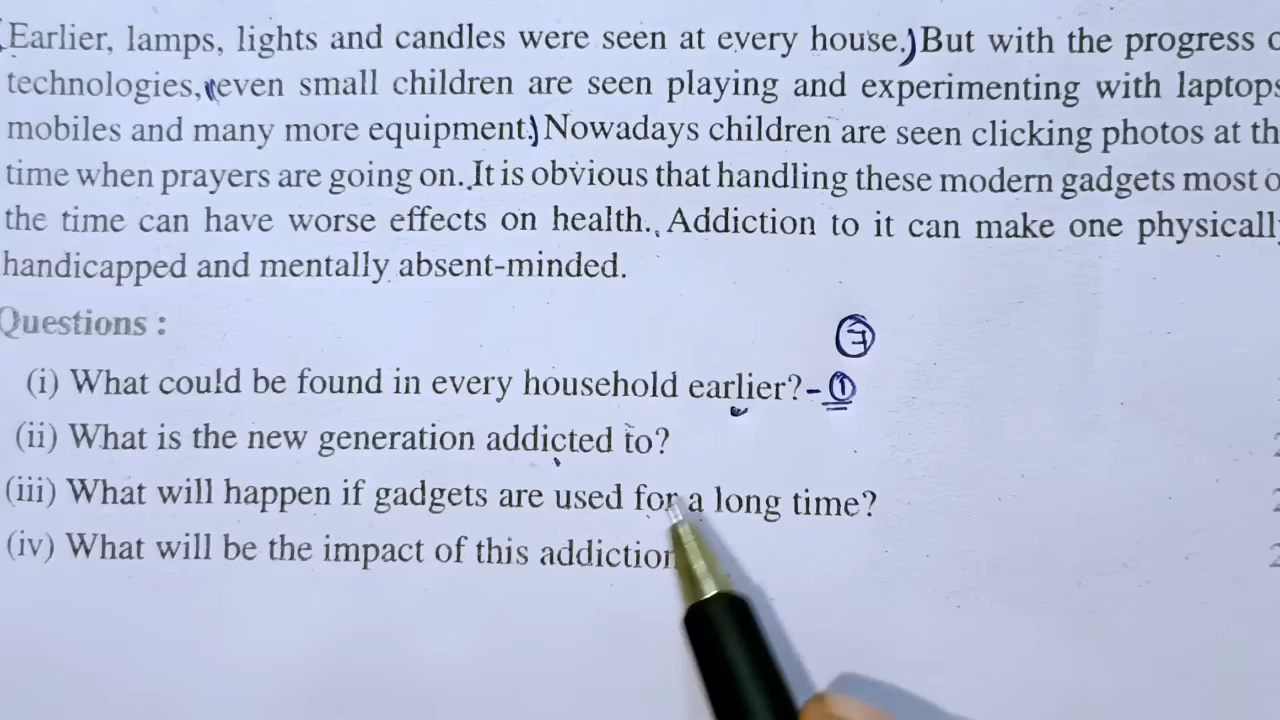 Earlier, lamps, lights and candles were seen at every house. But with the progress
technologies, even small children are seen playing and experimenting with laptops
mobiles and many more equipment. Nowadays children are seen clicking photos at th
time when prayers are going on. It is obvious that handling these modern gadgets most o
the time can have worse effects on health. Addiction to it can make one physicall
handicapped and mentally absent-minded.
Questions :
(i) What could be found in every household earlier? - 1
(ii) What is the new generation addicted to?
(iii) What will happen if gadgets are used for a long time?
(iv) What will be the impact of this addiction